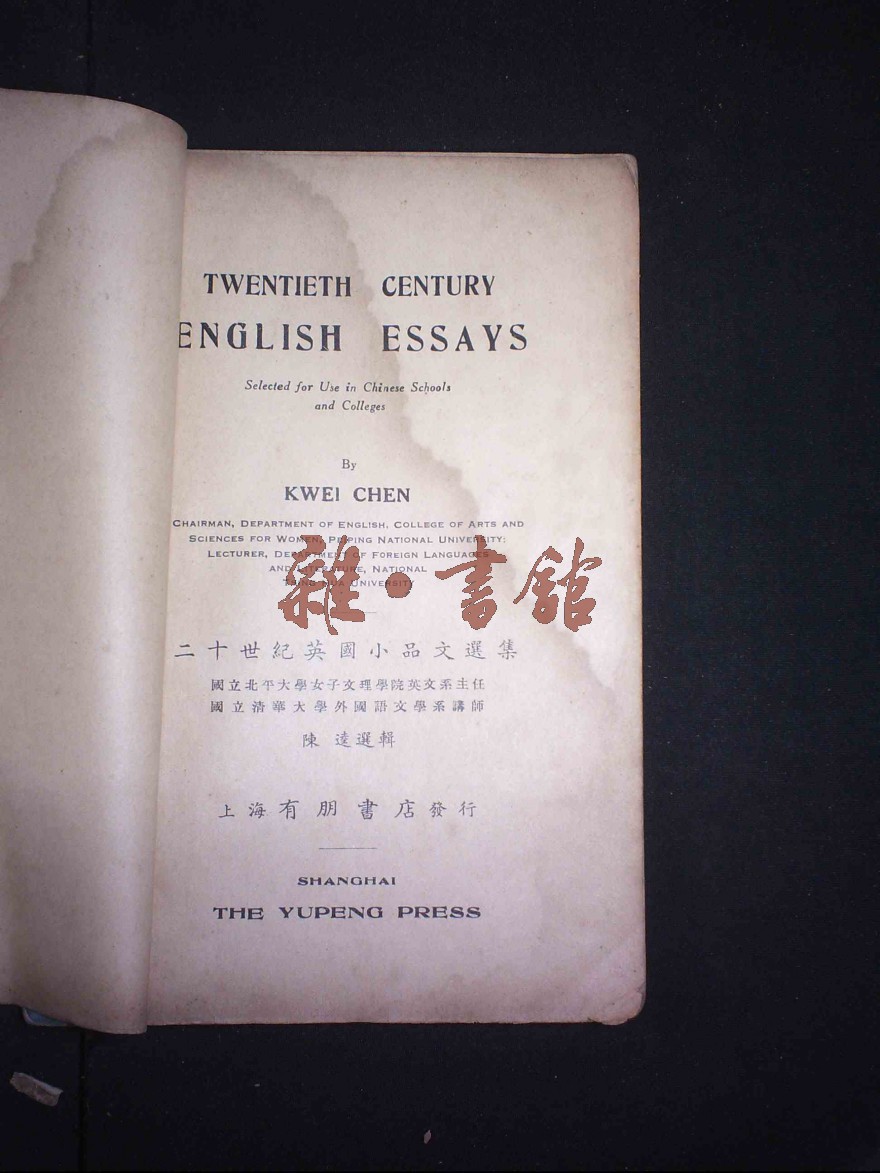 TWENTIETH CENTURY
ENGLISH ESSAYS
Selected for Use in Chinese Schools
and Colleges
By
KWEI CHEN
CHAIRMAN, DEPARTMENT OF ENGLISH, COLLEGE OF ARTS AND
SCIENCES FOR WOMEN, PEIPING NATIONAL UNIVERSITY;
LECTURER, DEPARTMENT OF FOREIGN LANGUAGES
AND LITERATURE, NATIONAL
TSING HUA UNIVERSITY
雜·書館
二十世紀英國小品文選集
國立北平大學女子文理學院英文系主任
國立清華大學外國語文學系講師
陳逵選輯
上海有朋書店發行
SHANGHAI
THE YUPENG PRESS